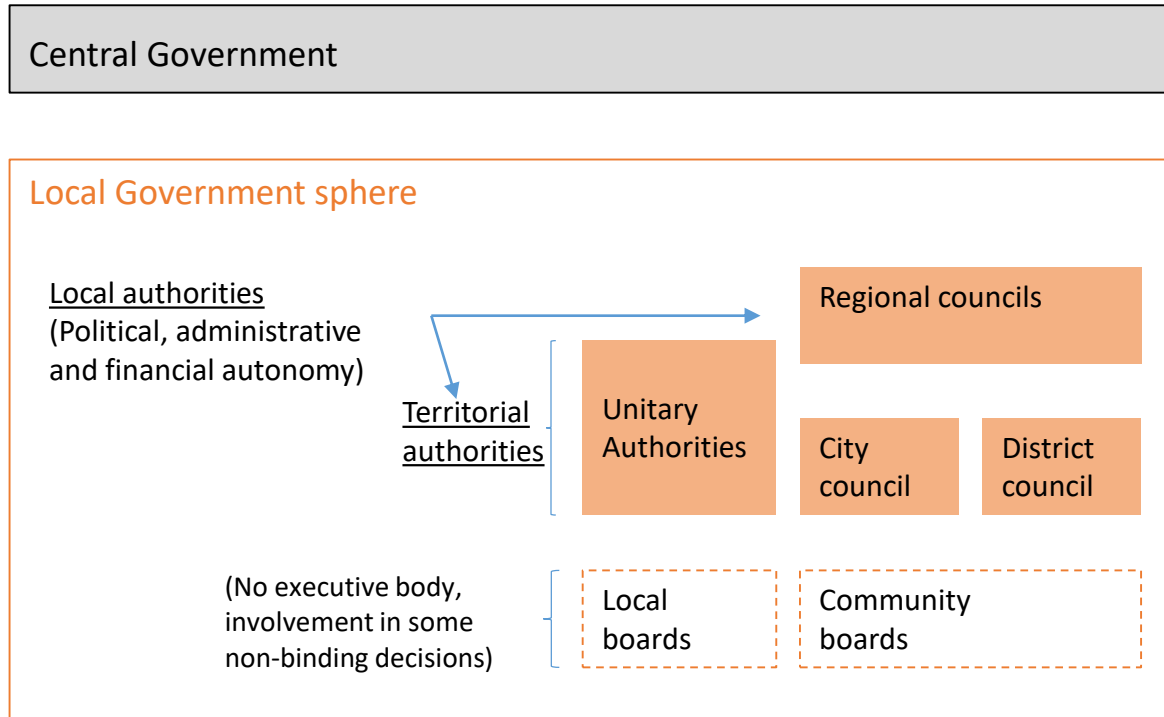 Central Government
Local Government sphere
Local authorities
(Political, administrative
and financial autonomy)
Regional councils
Territorial
authorities
Unitary
Authorities
City
council
District
council
(No executive body,
involvement in some
non-binding decisions)
Local
boards
Community
boards